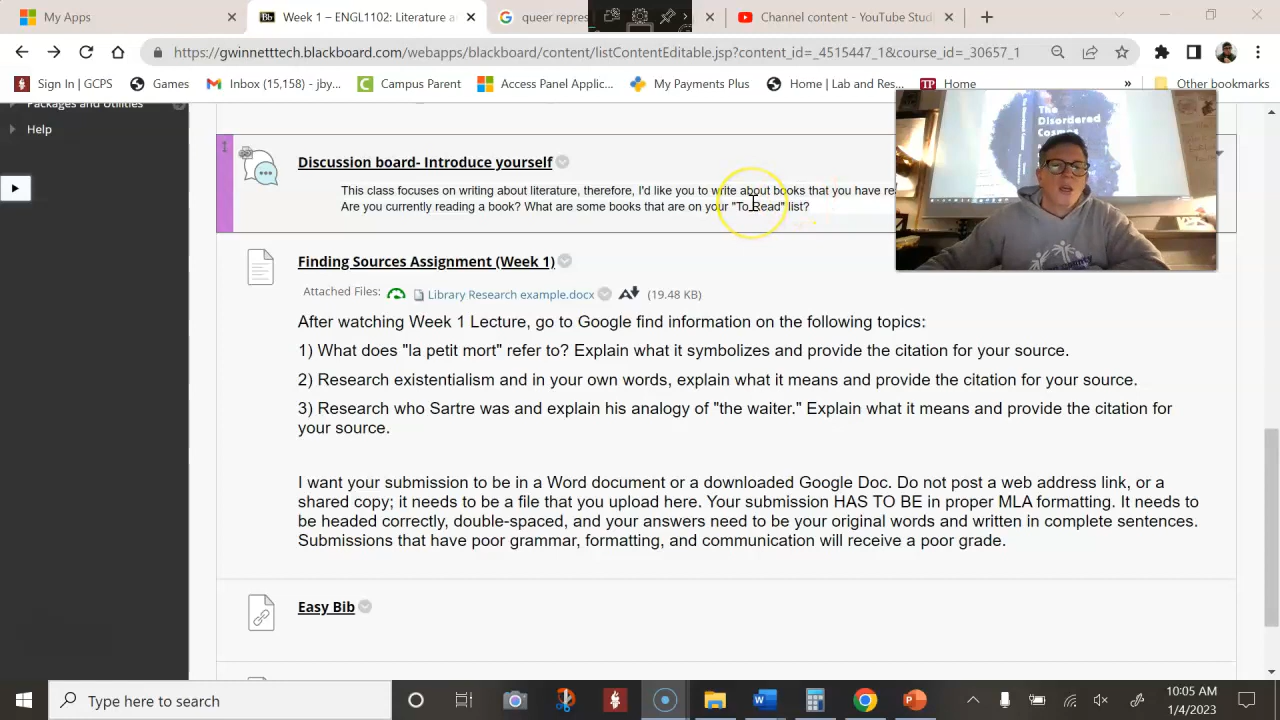 My Apps
Week 1 – ENGL1102: Literature a
queer repres
Channel content - YouTube Studi
https://gwinnetttech.blackboard.com/webapps/blackboard/content/listContentEditable.jsp?content_id=_4515447_1&course_id=_30657_1
Sign In | GCPS
Games
Inbox (15,158) - jby...
Campus Parent
Access Panel Applic...
My Payments Plus
Home | Lab and Res...
Home
»
Other bookmarks
Packages and Utilities
Help
The
Disordered
Cosmos
Discussion board- Introduce yourself
This class focuses on writing about literature, therefore, I'd like you to write about books that you have re
Are you currently reading a book? What are some books that are on your "To Read" list?
Finding Sources Assignment (Week 1)
Attached Files: Library Research example.docx (19.48 KB)
After watching Week 1 Lecture, go to Google find information on the following topics:
1) What does "la petit mort" refer to? Explain what it symbolizes and provide the citation for your source.
2) Research existentialism and in your own words, explain what it means and provide the citation for your source.
3) Research who Sartre was and explain his analogy of "the waiter." Explain what it means and provide the citation for
your source.
I want your submission to be in a Word document or a downloaded Google Doc. Do not post a web address link, or a
shared copy; it needs to be a file that you upload here. Your submission HAS TO BE in proper MLA formatting. It needs to
be headed correctly, double-spaced, and your answers need to be your original words and written in complete sentences.
Submissions that have poor grammar, formatting, and communication will receive a poor grade.
Easy Bib
Type here to search
10:05 AM
1/4/2023